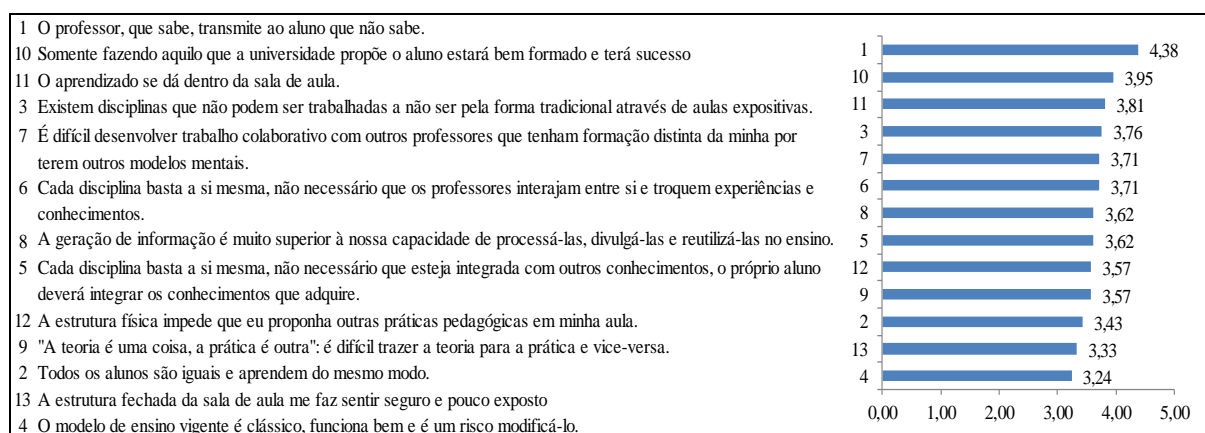 1 O professor, que sabe, transmite ao aluno que não sabe.
10 Somente fazendo aquilo que a universidade propõe o aluno estará bem formado e terá sucesso
11 O aprendizado se dá dentro da sala de aula.
3 Existem disciplinas que não podem ser trabalhadas a não ser pela forma tradicional através de aulas expositivas.
7 É difícil desenvolver trabalho colaborativo com outros professores que tenham formação distinta da minha por
terem outros modelos mentais.
6 Cada disciplina basta a si mesma, não necessário que os professores interajam entre si e troquem experiências e
conhecimentos.
8 A geração de informação é muito superior à nossa capacidade de processá-las, divulgá-las e reutilizá-las no ensino.
5 Cada disciplina basta a si mesma, não necessário que esteja integrada com outros conhecimentos, o próprio aluno
deverá integrar os conhecimentos que adquire.
12 A estrutura física impede que eu proponha outras práticas pedagógicas em minha aula.
9 "A teoria é uma coisa, a prática é outra": é difícil trazer a teoria para a prática e vice-versa.
2 Todos os alunos são iguais e aprendem do mesmo modo.
13 A estrutura fechada da sala de aula me faz sentir seguro e pouco exposto
4 O modelo de ensino vigente é clássico, funciona bem e é um risco modificá-lo.
1 4,38
10 3,95
11 3,81
3 3,76
7 3,71
6 3,71
8 3,62
5 3,62
12 3,57
9 3,57
2 3,43
13 3,33
4 3,24
0,00 1,00 2,00 3,00 4,00 5,00